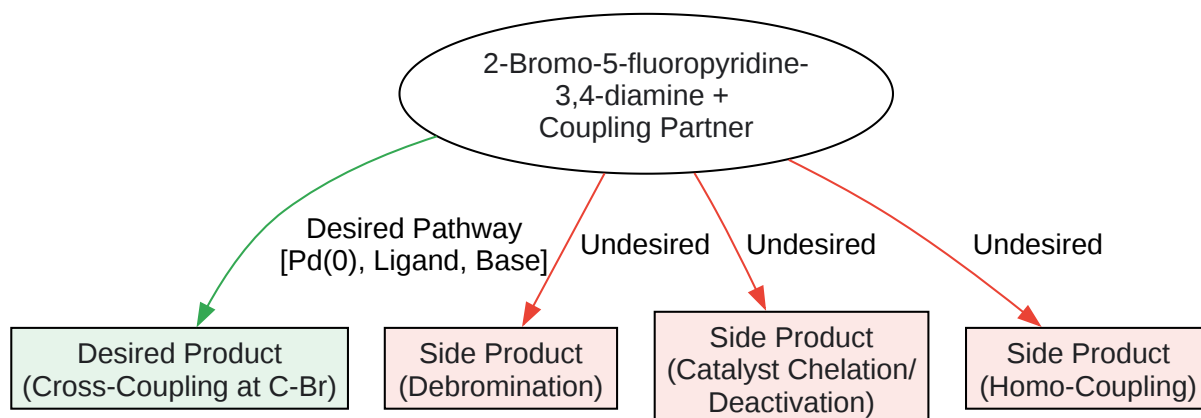 2-Bromo-5-fluoropyridine-
3,4-diamine +
Coupling Partner
Desired Pathway
[Pd(0), Ligand, Base]
Undesired
Undesired
Undesired
Desired Product
(Cross-Coupling at C-Br)
Side Product
(Debromination)
Side Product
(Catalyst Chelation/
Deactivation)
Side Product
(Homo-Coupling)